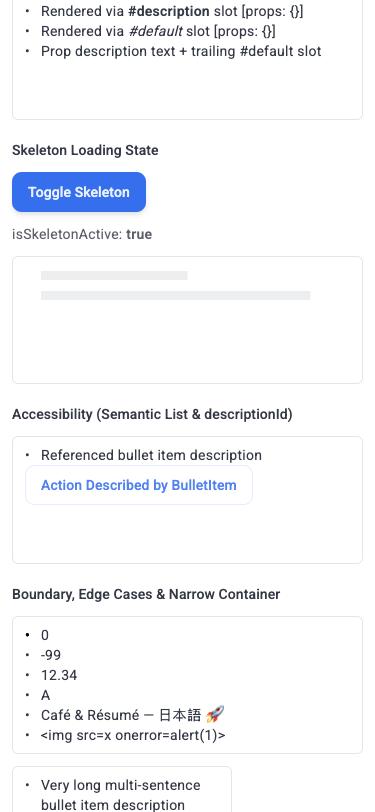 • Rendered via #description slot [props: {}]
• Rendered via #default slot [props: {}]
• Prop description text + trailing #default slot
Skeleton Loading State
Toggle Skeleton
isSkeletonActive: true
Accessibility (Semantic List & descriptionId)
• Referenced bullet item description
Action Described by BulletItem
Boundary, Edge Cases & Narrow Container
• 0
• -99
• 12.34
• A
• Café & Résumé — 日本語 🚀
• <img src=x onerror=alert(1)>
• Very long multi-sentence
bullet item description